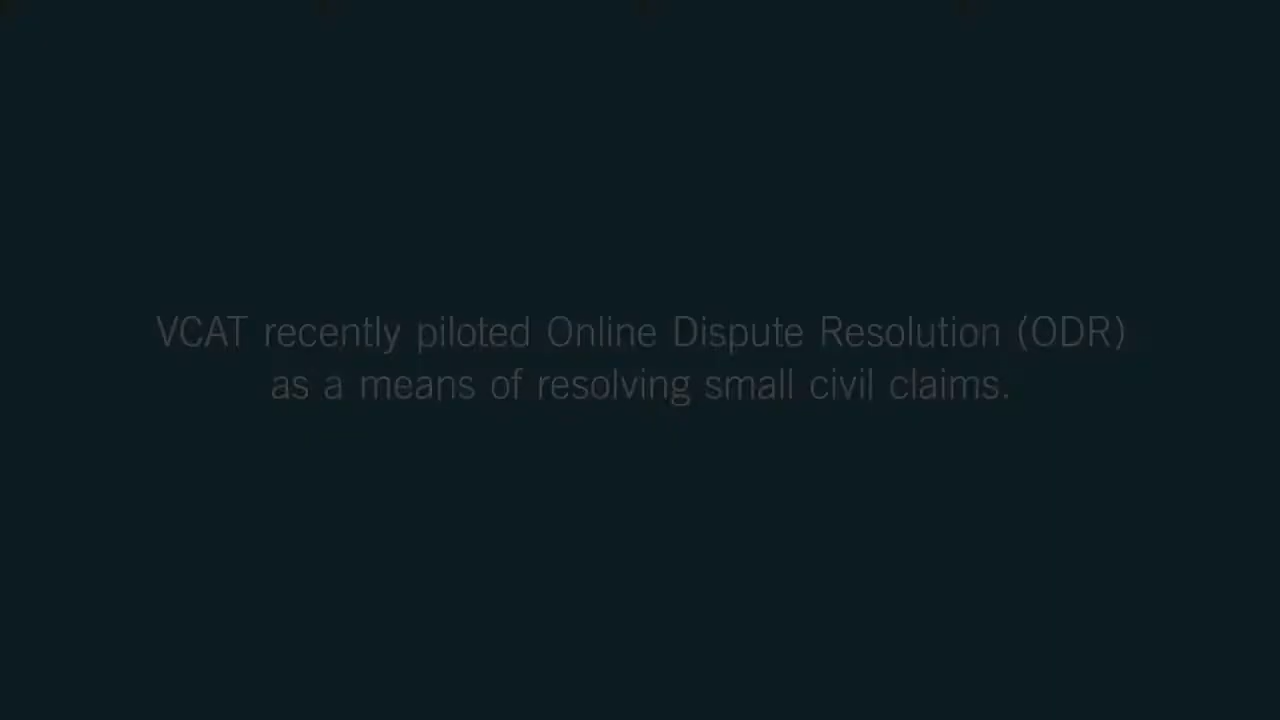 VCAT recently piloted Online Dispute Resolution (ODR)
as a means of resolving small civil claims.